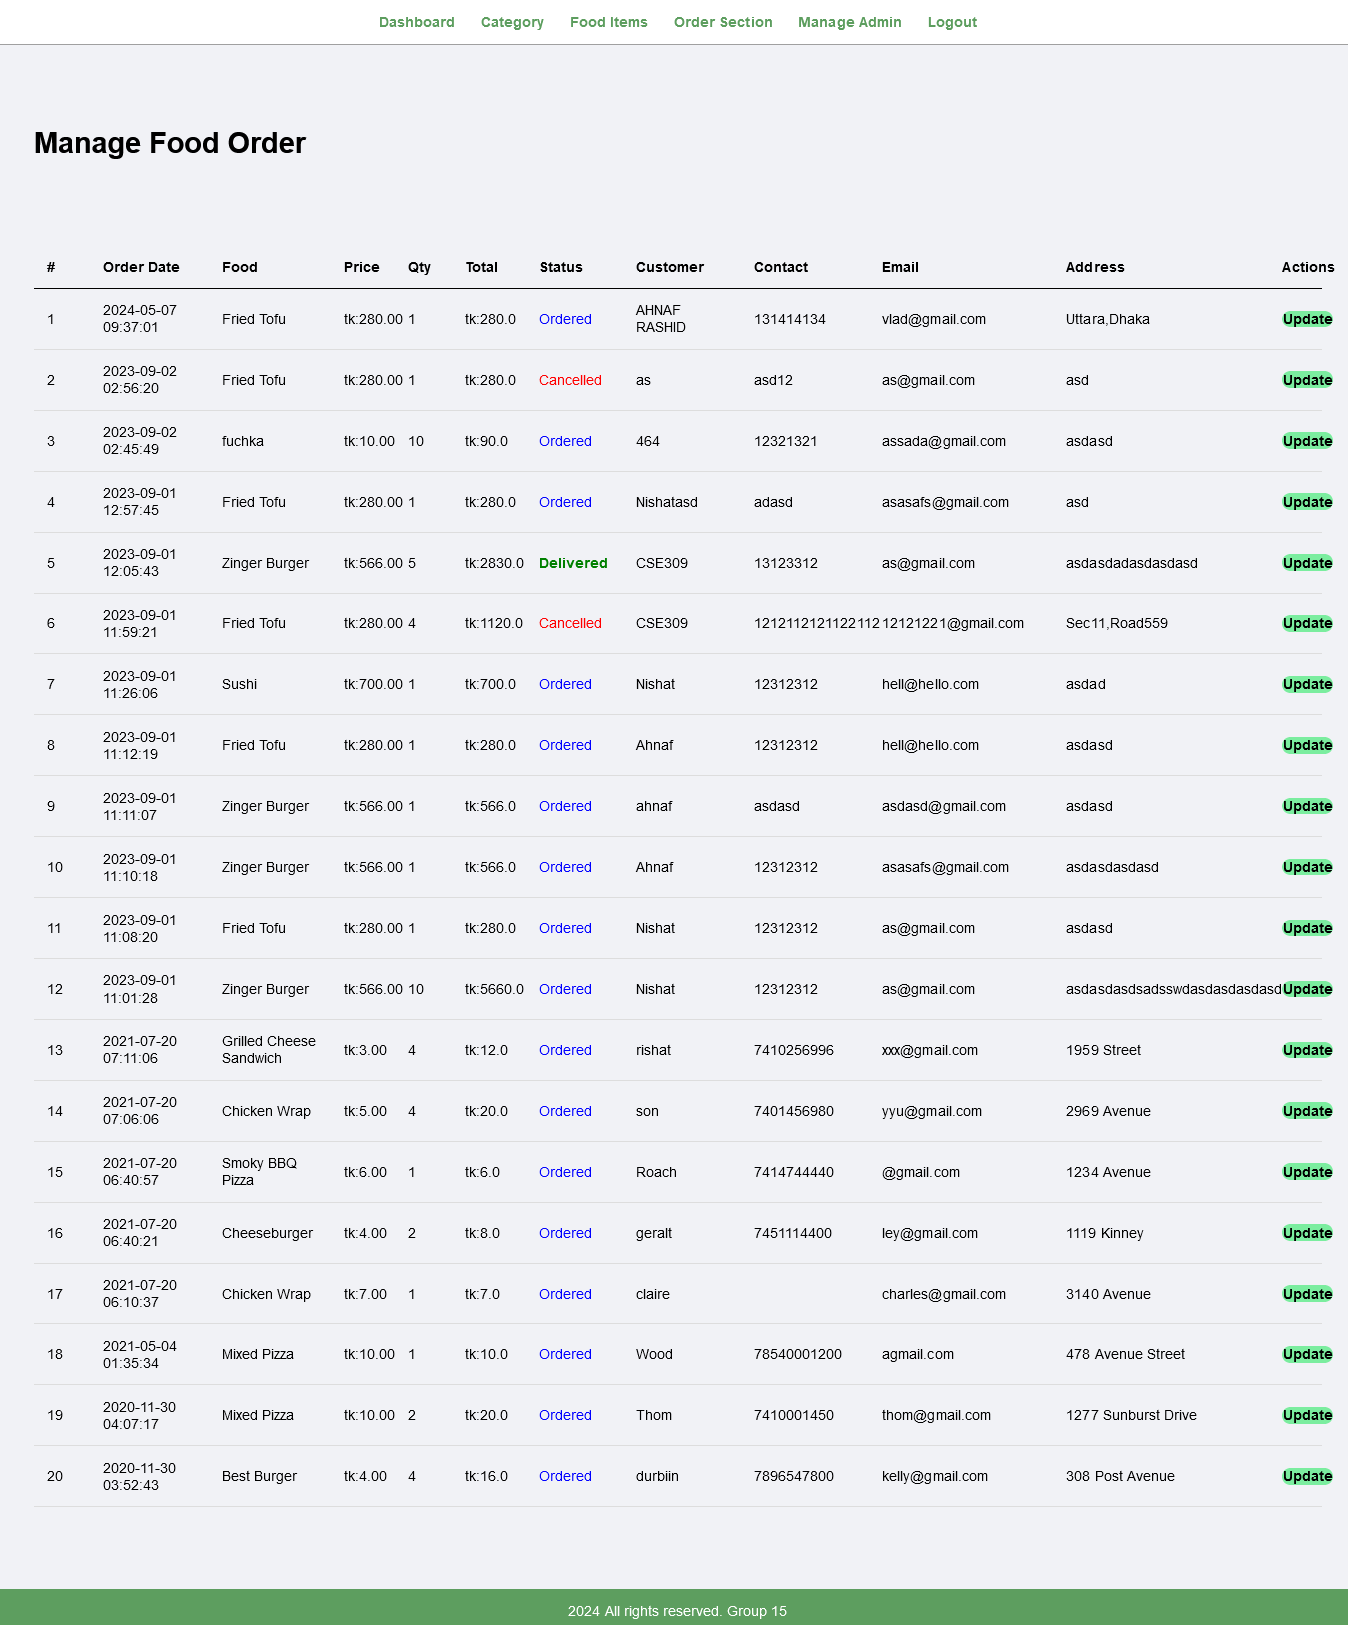 Dashboard Category Food Items Order Section Manage Admin Logout
Manage Food Order
# Order Date Food Price Qty Total Status Customer Contact Email Address Actions
1 2024-05-07 09:37:01 Fried Tofu tk:280.00 1 tk:280.0 Ordered AHNAF RASHID 131414134 vlad@gmail.com Uttara,Dhaka Update
2 2023-09-02 02:56:20 Fried Tofu tk:280.00 1 tk:280.0 Cancelled as asd12 as@gmail.com asd Update
3 2023-09-02 02:45:49 fuchka tk:10.00 10 tk:90.0 Ordered 464 12321321 assada@gmail.com asdasd Update
4 2023-09-01 12:57:45 Fried Tofu tk:280.00 1 tk:280.0 Ordered Nishatasd adasd asasafs@gmail.com asd Update
5 2023-09-01 12:05:43 Zinger Burger tk:566.00 5 tk:2830.0 Delivered CSE309 13123312 as@gmail.com asdasdadasdasdasd Update
6 2023-09-01 11:59:21 Fried Tofu tk:280.00 4 tk:1120.0 Cancelled CSE309 1212112121122112 12121221@gmail.com Sec11,Road559 Update
7 2023-09-01 11:26:06 Sushi tk:700.00 1 tk:700.0 Ordered Nishat 12312312 hell@hello.com asdad Update
8 2023-09-01 11:12:19 Fried Tofu tk:280.00 1 tk:280.0 Ordered Ahnaf 12312312 hell@hello.com asdasd Update
9 2023-09-01 11:11:07 Zinger Burger tk:566.00 1 tk:566.0 Ordered ahnaf asdasd asdasd@gmail.com asdasd Update
10 2023-09-01 11:10:18 Zinger Burger tk:566.00 1 tk:566.0 Ordered Ahnaf 12312312 asasafs@gmail.com asdasdasdasd Update
11 2023-09-01 11:08:20 Fried Tofu tk:280.00 1 tk:280.0 Ordered Nishat 12312312 as@gmail.com asdasd Update
12 2023-09-01 11:01:28 Zinger Burger tk:566.00 10 tk:5660.0 Ordered Nishat 12312312 as@gmail.com asdasdasdsadsswdasdasdasdasd Update
13 2021-07-20 07:11:06 Grilled Cheese Sandwich tk:3.00 4 tk:12.0 Ordered rishat 7410256996 xxx@gmail.com 1959 Street Update
14 2021-07-20 07:06:06 Chicken Wrap tk:5.00 4 tk:20.0 Ordered son 7401456980 yyu@gmail.com 2969 Avenue Update
15 2021-07-20 06:40:57 Smoky BBQ Pizza tk:6.00 1 tk:6.0 Ordered Roach 7414744440 @gmail.com 1234 Avenue Update
16 2021-07-20 06:40:21 Cheeseburger tk:4.00 2 tk:8.0 Ordered geralt 7451114400 ley@gmail.com 1119 Kinney Update
17 2021-07-20 06:10:37 Chicken Wrap tk:7.00 1 tk:7.0 Ordered claire charles@gmail.com 3140 Avenue Update
18 2021-05-04 01:35:34 Mixed Pizza tk:10.00 1 tk:10.0 Ordered Wood 78540001200 agmail.com 478 Avenue Street Update
19 2020-11-30 04:07:17 Mixed Pizza tk:10.00 2 tk:20.0 Ordered Thom 7410001450 thom@gmail.com 1277 Sunburst Drive Update
20 2020-11-30 03:52:43 Best Burger tk:4.00 4 tk:16.0 Ordered durbiin 7896547800 kelly@gmail.com 308 Post Avenue Update
2024 All rights reserved. Group 15